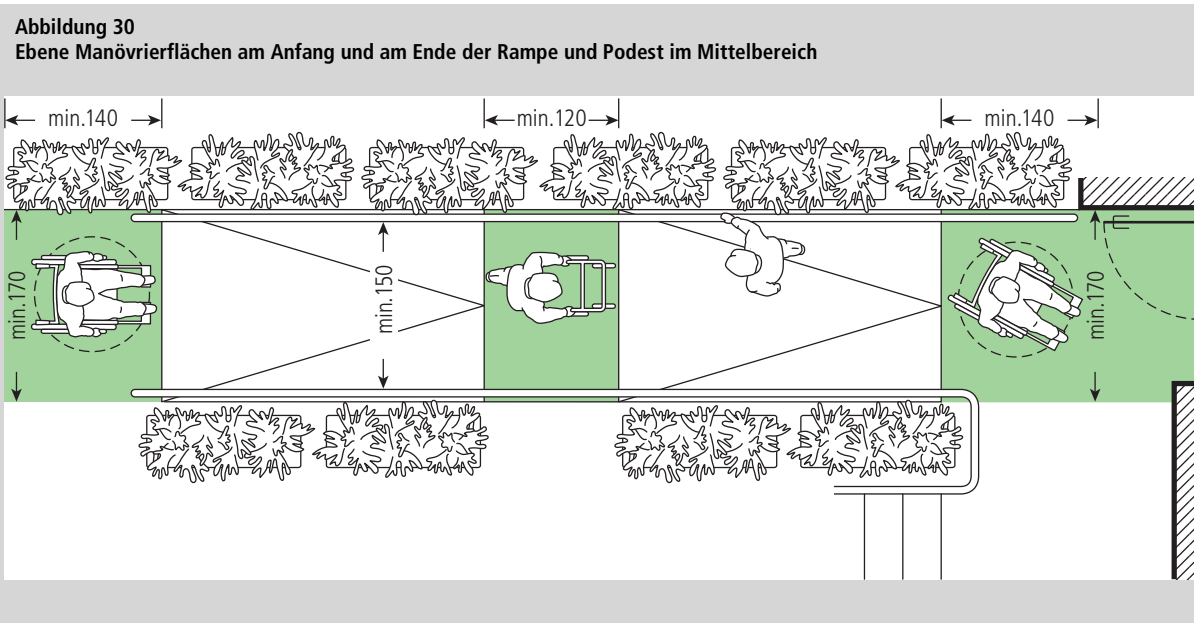 Abbildung 30
Ebene Manövrierflächen am Anfang und am Ende der Rampe und Podest im Mittelbereich
min.140
min.120
min.140
min.170
min.150
min.170